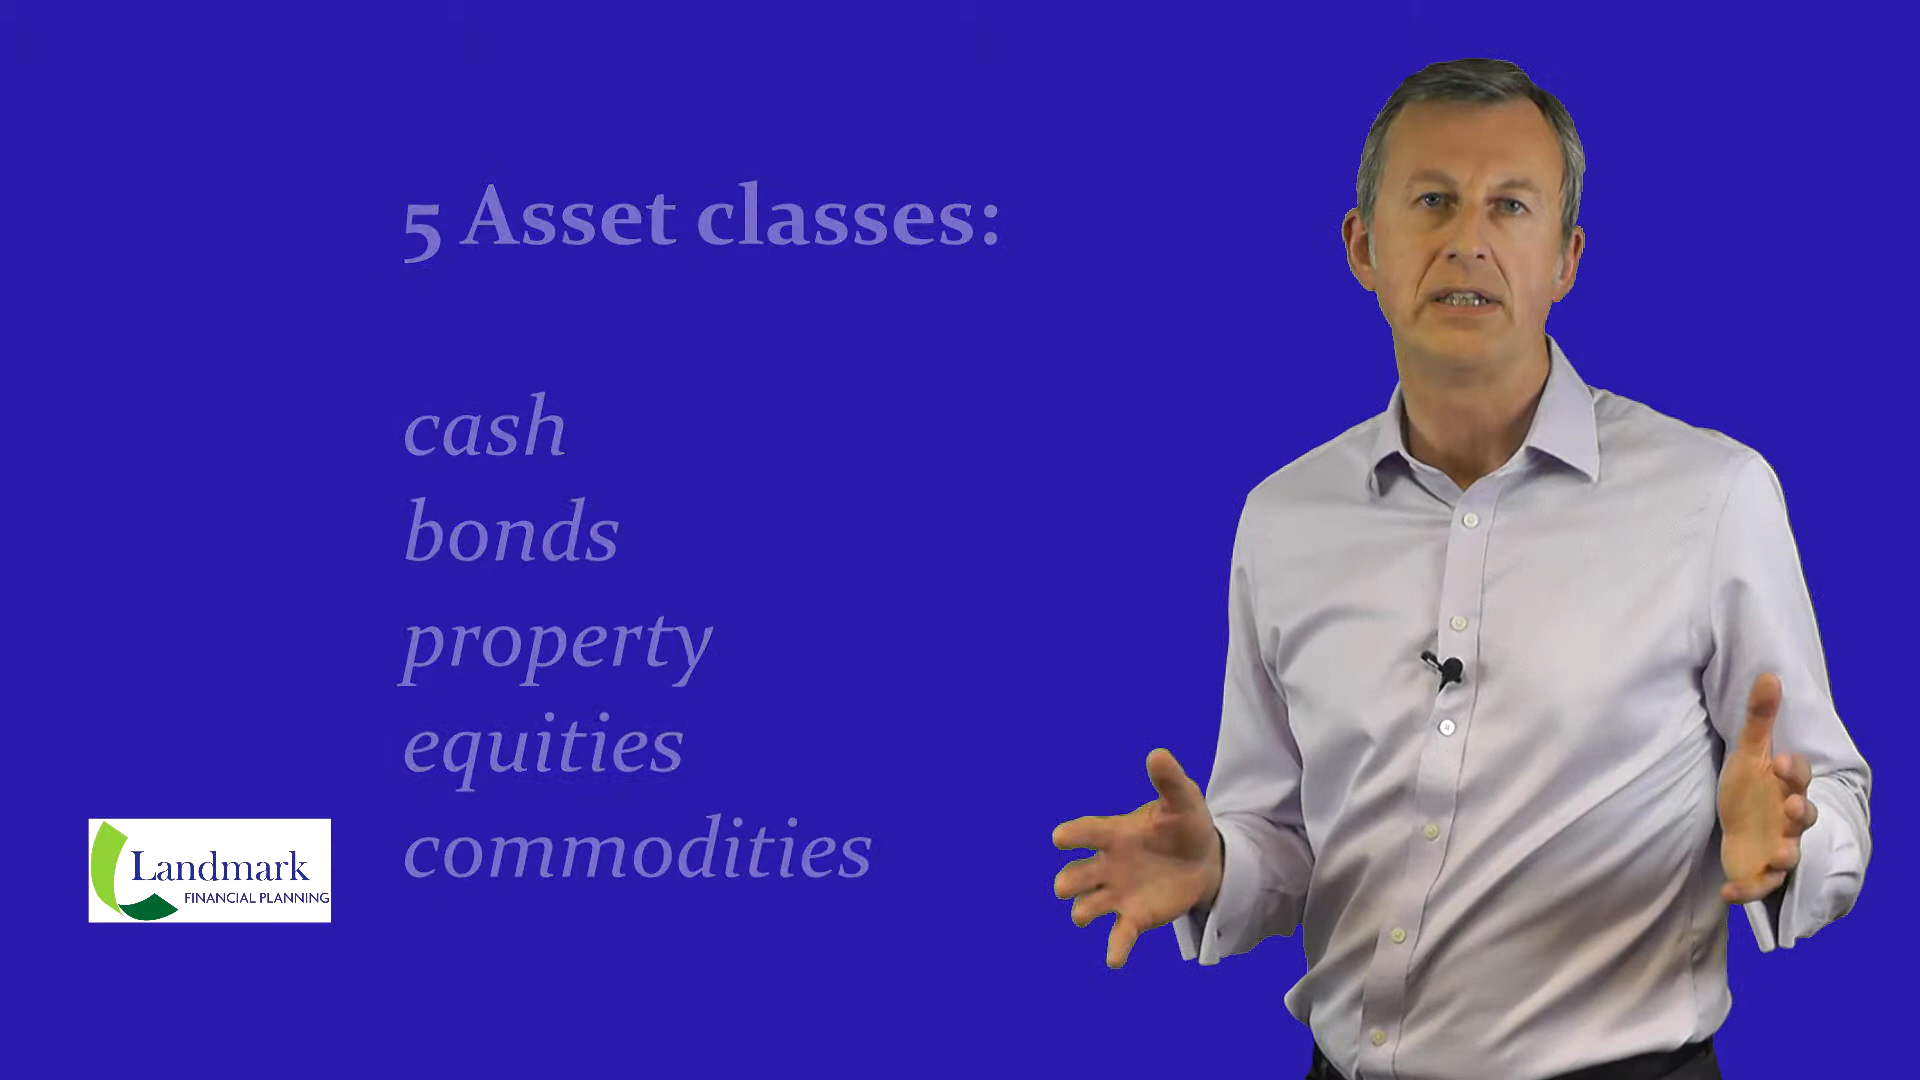 5 Asset classes:
cash
bonds
property
equities
commodities
Landmark
FINANCIAL PLANNING